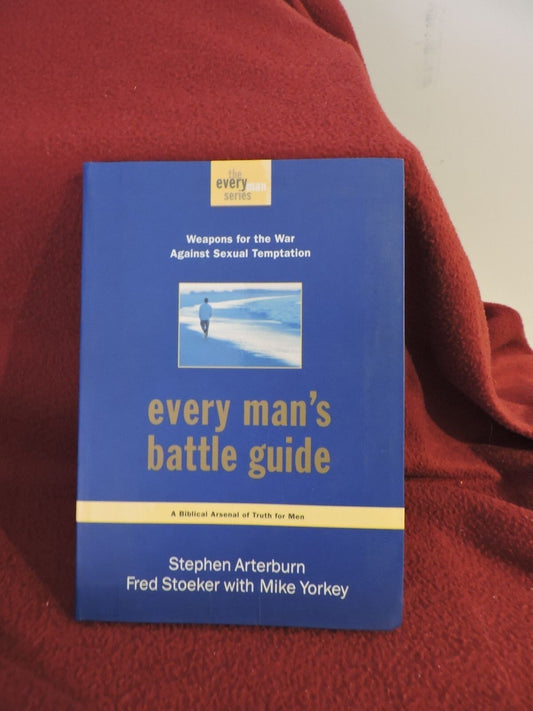 the
every man
series
Weapons for the War
Against Sexual Temptation
every man's
battle guide
A Biblical Arsenal of Truth for Men
Stephen Arterburn
Fred Stoeker with Mike Yorkey